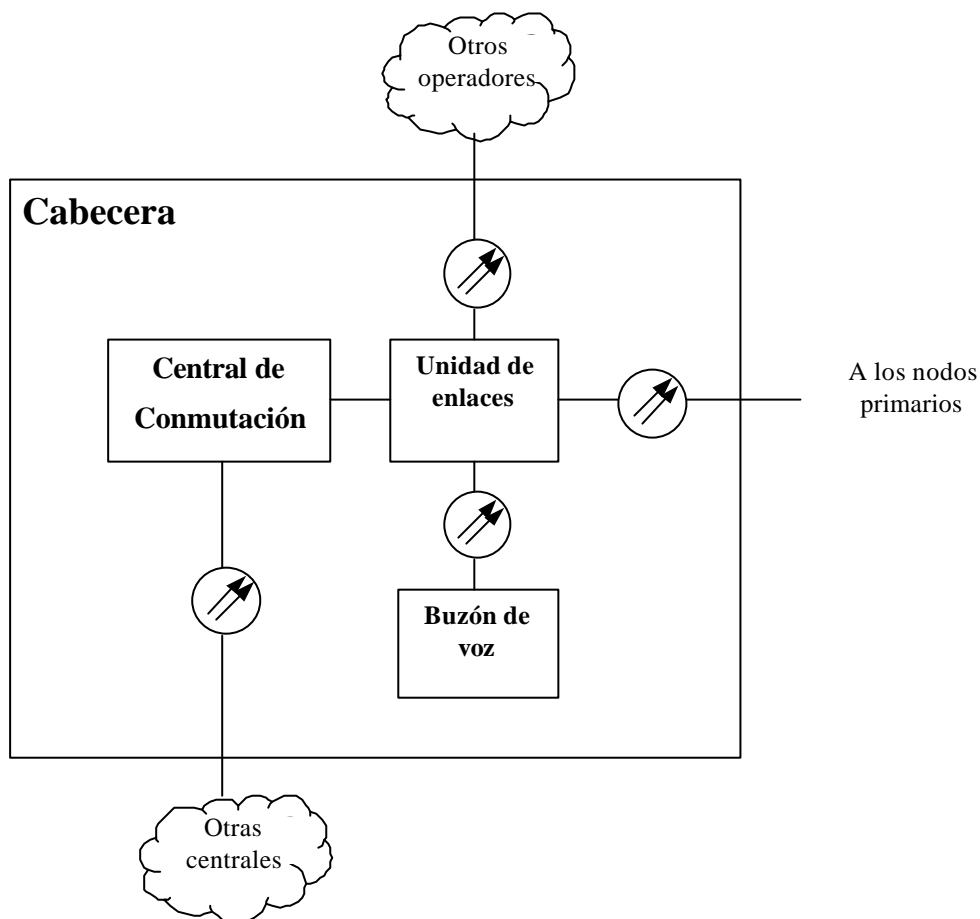 Otros
operadores
Cabecera
Central de
Conmutación
Unidad de
enlaces
A los nodos
primarios
Buzón de
voz
Otras
centrales